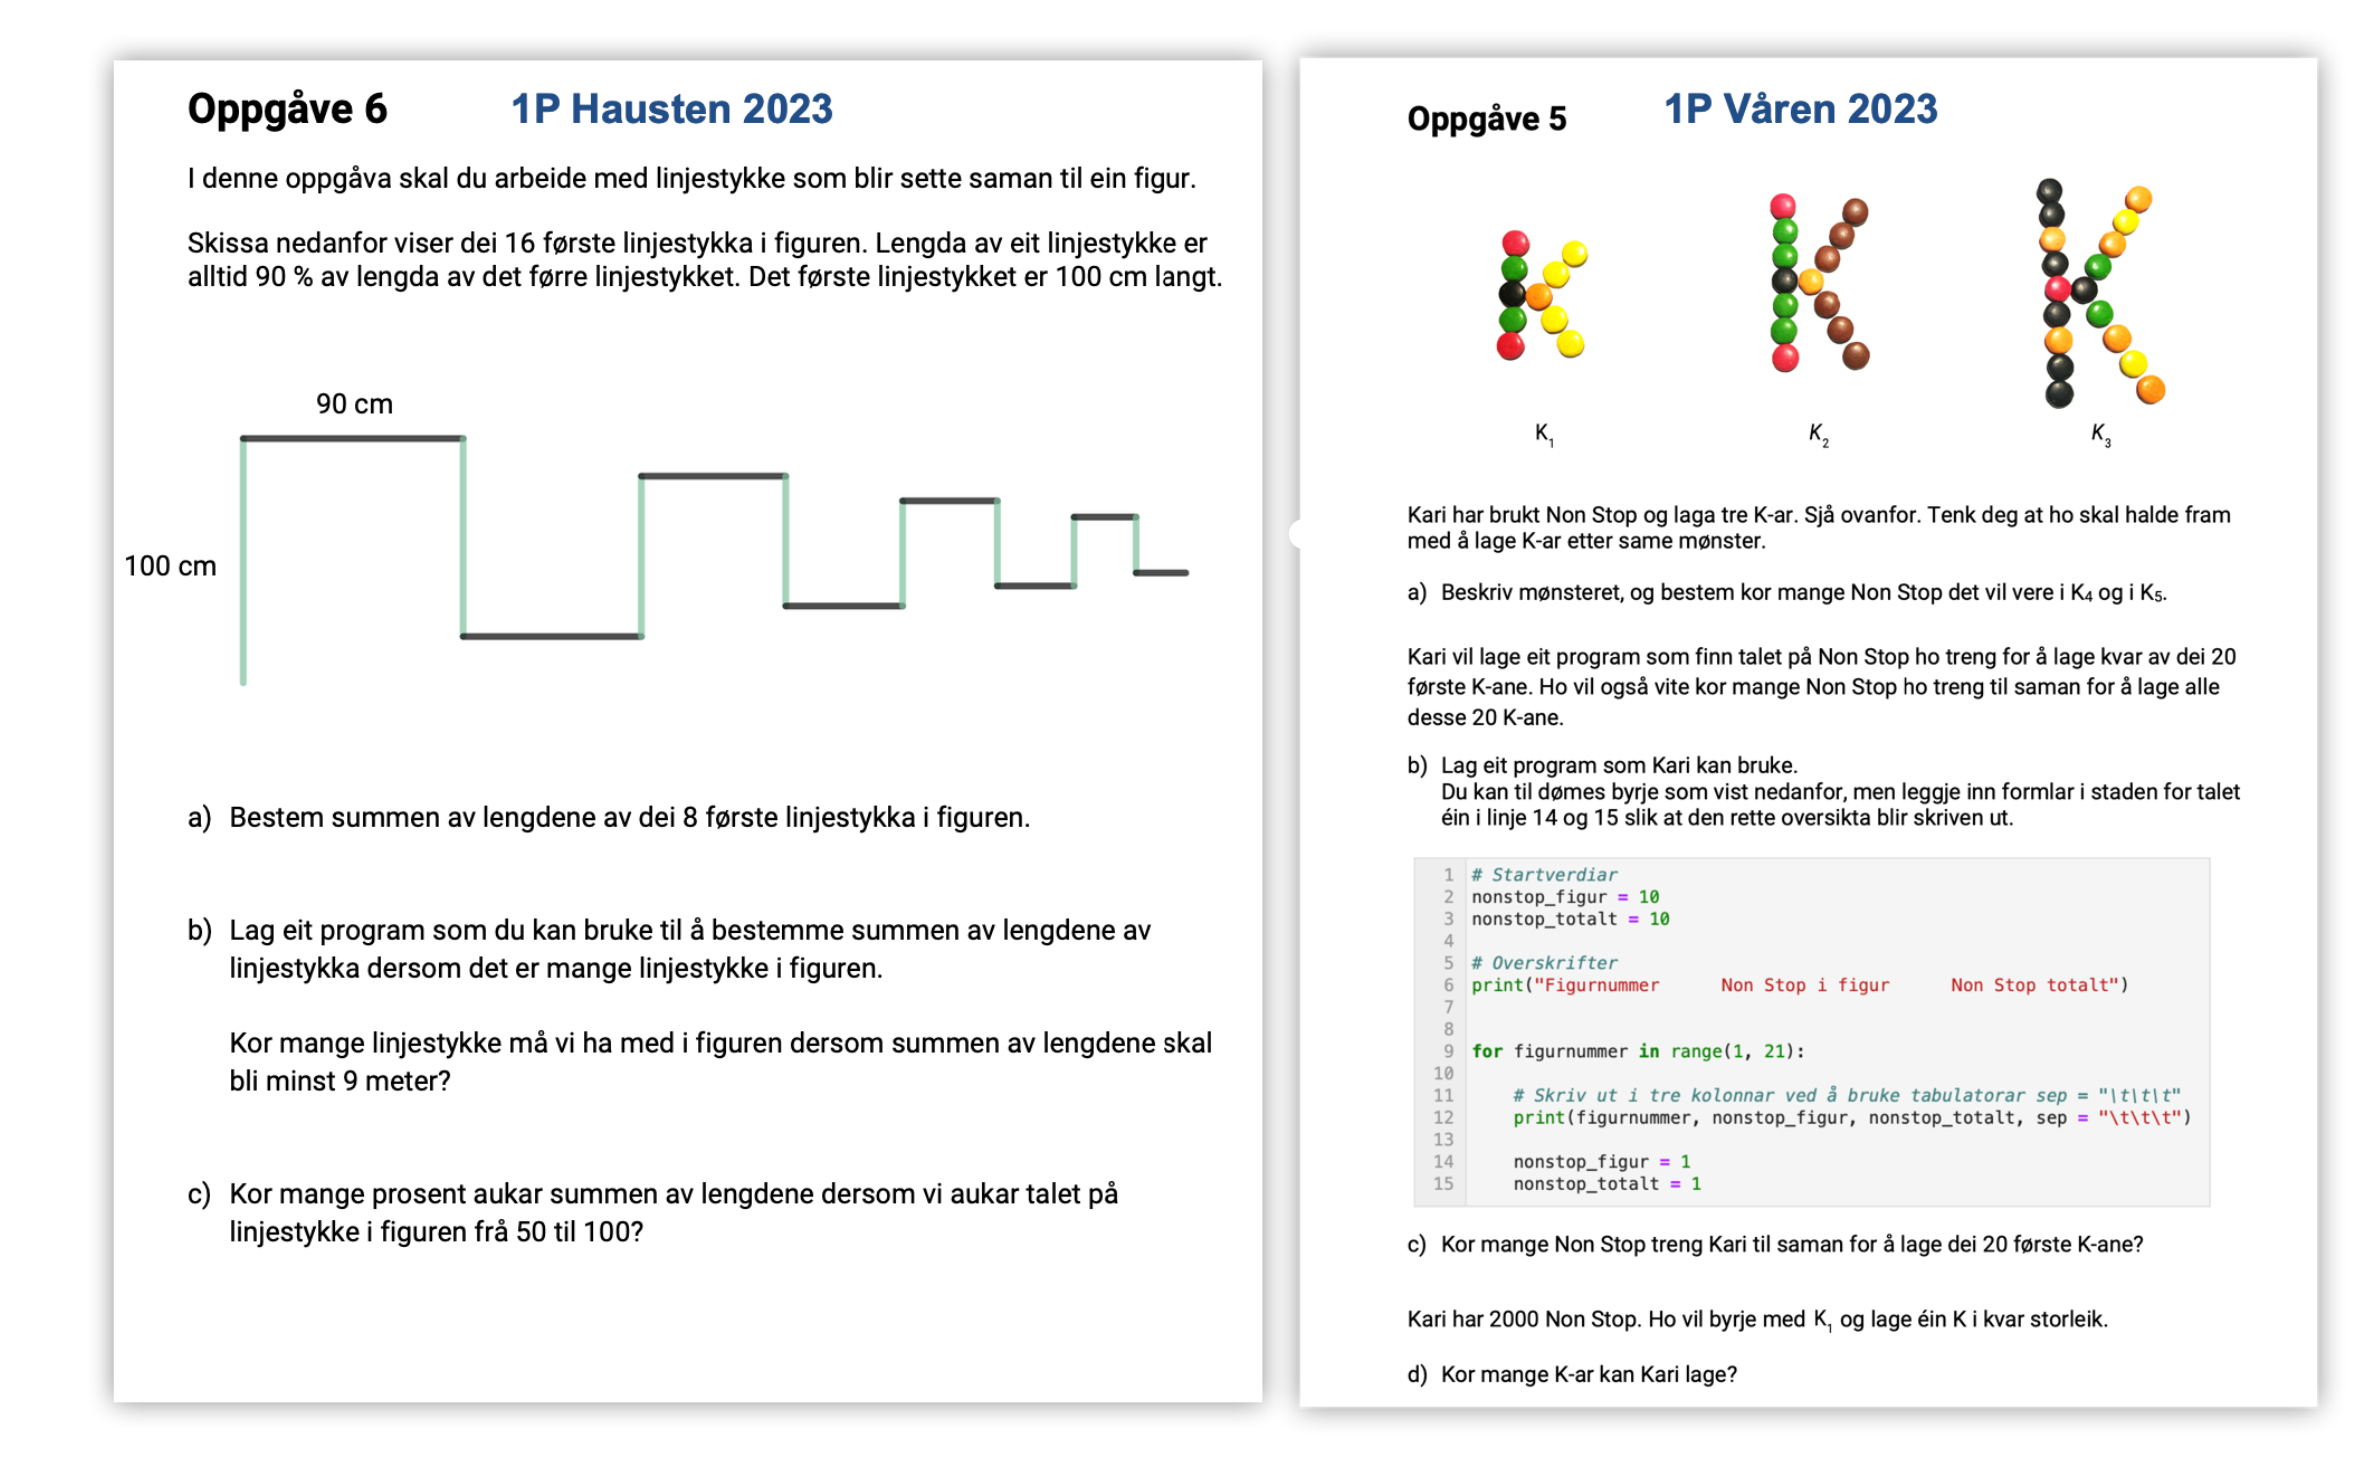 Oppgåve 6 1P Hausten 2023
I denne oppgåva skal du arbeide med linjestykke som blir sette saman til ein figur.
Skissa nedanfor viser dei 16 første linjestykka i figuren. Lengda av eit linjestykke er
alltid 90 % av lengda av det førre linjestykket. Det første linjestykket er 100 cm langt.
90 cm
100 cm
a) Bestem summen av lengdene av dei 8 første linjestykka i figuren.
b) Lag eit program som du kan bruke til å bestemme summen av lengdene av
linjestykka dersom det er mange linjestykke i figuren.
Kor mange linjestykke må vi ha med i figuren dersom summen av lengdene skal
bli minst 9 meter?
c) Kor mange prosent aukar summen av lengdene dersom vi aukar talet på
linjestykke i figuren frå 50 til 100?
Oppgåve 5 1P Våren 2023
K₁ K₂ K₃
Kari har brukt Non Stop og laga tre K-ar. Sjå ovanfor. Tenk deg at ho skal halde fram
med å lage K-ar etter same mønster.
a) Beskriv mønsteret, og bestem kor mange Non Stop det vil vere i K₄ og i K₅.
Kari vil lage eit program som finn talet på Non Stop ho treng for å lage kvar av dei 20
første K-ane. Ho vil også vite kor mange Non Stop ho treng til saman for å lage alle
desse 20 K-ane.
b) Lag eit program som Kari kan bruke.
Du kan til dømes byrje som vist nedanfor, men leggje inn formlar i staden for talet
éin i linje 14 og 15 slik at den rette oversikta blir skriven ut.
1 # Startverdiar
2 nonstop_figur = 10
3 nonstop_totalt = 10
4
5 # Overskrifter
6 print("Figurnummer Non Stop i figur Non Stop totalt")
7
8
9 for figurnummer in range(1, 21):
10
11 # Skriv ut i tre kolonnar ved å bruke tabulatorar sep = "\t\t\t"
12 print(figurnummer, nonstop_figur, nonstop_totalt, sep = "\t\t\t")
13
14 nonstop_figur = 1
15 nonstop_totalt = 1
c) Kor mange Non Stop treng Kari til saman for å lage dei 20 første K-ane?
Kari har 2000 Non Stop. Ho vil byrje med K₁ og lage éin K i kvar storleik.
d) Kor mange K-ar kan Kari lage?